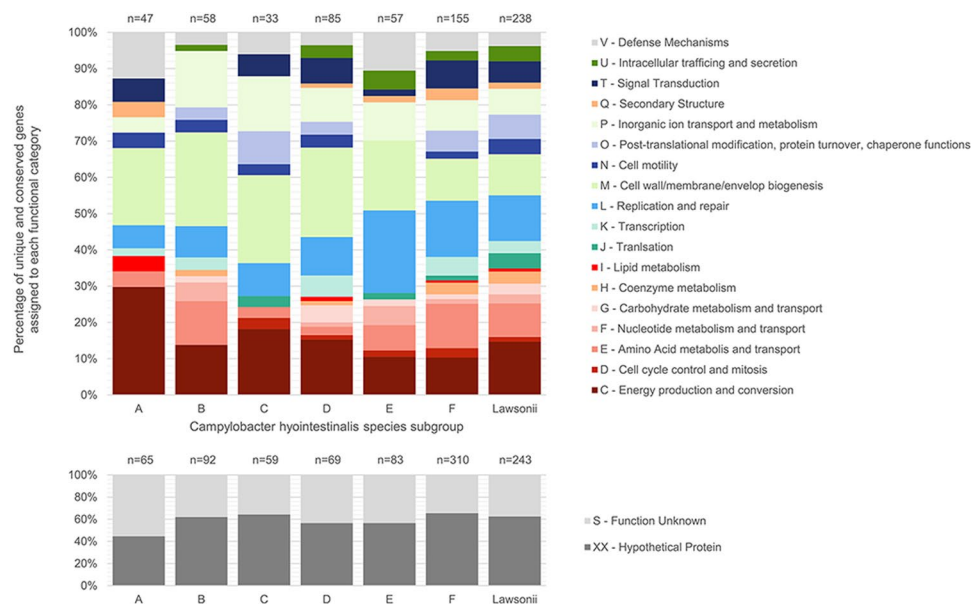 n=47 n=58 n=33 n=85 n=57 n=155 n=238
100%
90%
80%
70%
60%
50%
40%
30%
20%
10%
0%
Percentage of unique and conserved genes
assigned to each functional category
A B C D E F Lawsonii
Campylobacter hyointestinalis species subgroup
V - Defense Mechanisms
U - Intracellular trafficing and secretion
T - Signal Transduction
Q - Secondary Structure
P - Inorganic ion transport and metabolism
O - Post-translational modification, protein turnover, chaperone functions
N - Cell motility
M - Cell wall/membrane/envelop biogenesis
L - Replication and repair
K - Transcription
J - Tranlsation
I - Lipid metabolism
H - Coenzyme metabolism
G - Carbohydrate metabolism and transport
F - Nucleotide metabolism and transport
E - Amino Acid metabolis and transport
D - Cell cycle control and mitosis
C - Energy production and conversion
n=65 n=92 n=59 n=69 n=83 n=310 n=243
100%
80%
60%
40%
20%
0%
A B C D E F Lawsonii
S - Function Unknown
XX - Hypothetical Protein